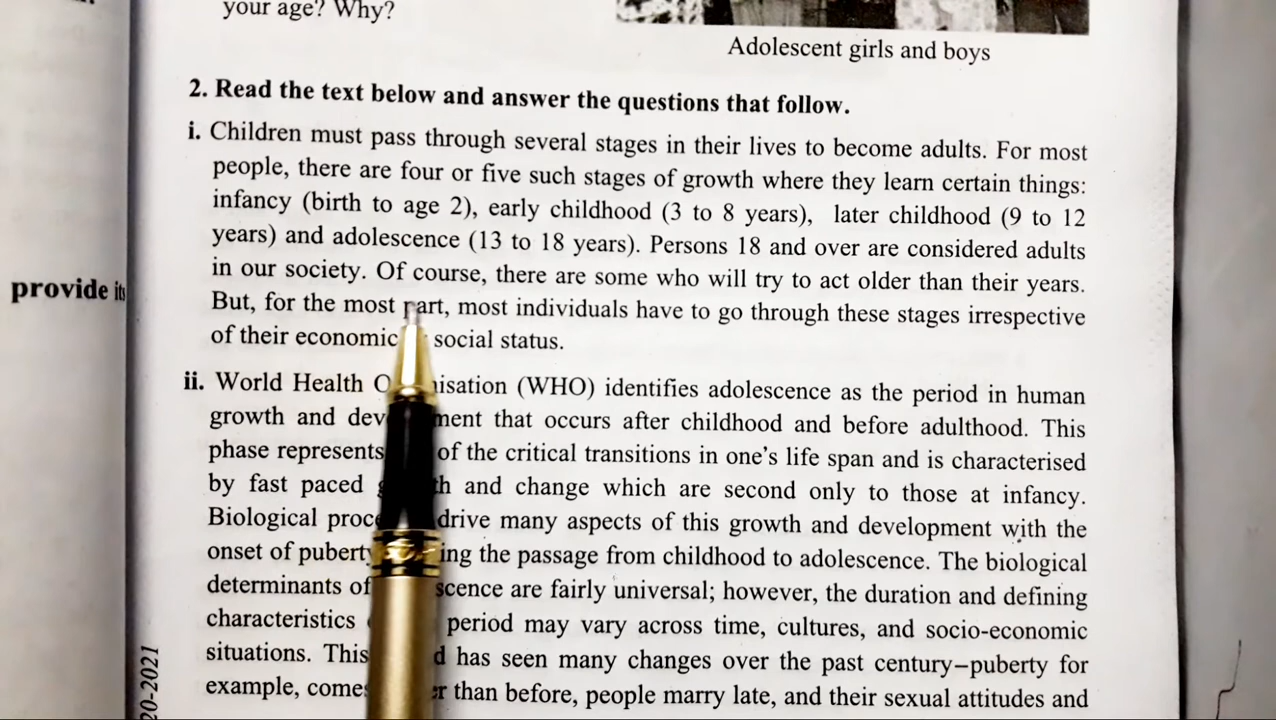 your age? Why?
Adolescent girls and boys
2. Read the text below and answer the questions that follow.
i. Children must pass through several stages in their lives to become adults. For most
people, there are four or five such stages of growth where they learn certain things:
infancy (birth to age 2), early childhood (3 to 8 years), later childhood (9 to 12
years) and adolescence (13 to 18 years). Persons 18 and over are considered adults
in our society. Of course, there are some who will try to act older than their years.
But, for the most part, most individuals have to go through these stages irrespective
of their economic social status.
ii. World Health O isation (WHO) identifies adolescence as the period in human
growth and dev ment that occurs after childhood and before adulthood. This
phase represents of the critical transitions in one's life span and is characterised
by fast paced g th and change which are second only to those at infancy.
Biological proce drive many aspects of this growth and development with the
onset of puberty ing the passage from childhood to adolescence. The biological
determinants of scence are fairly universal; however, the duration and defining
characteristics period may vary across time, cultures, and socio-economic
situations. This d has seen many changes over the past century–puberty for
example, comes er than before, people marry late, and their sexual attitudes and
provide its
20-2021